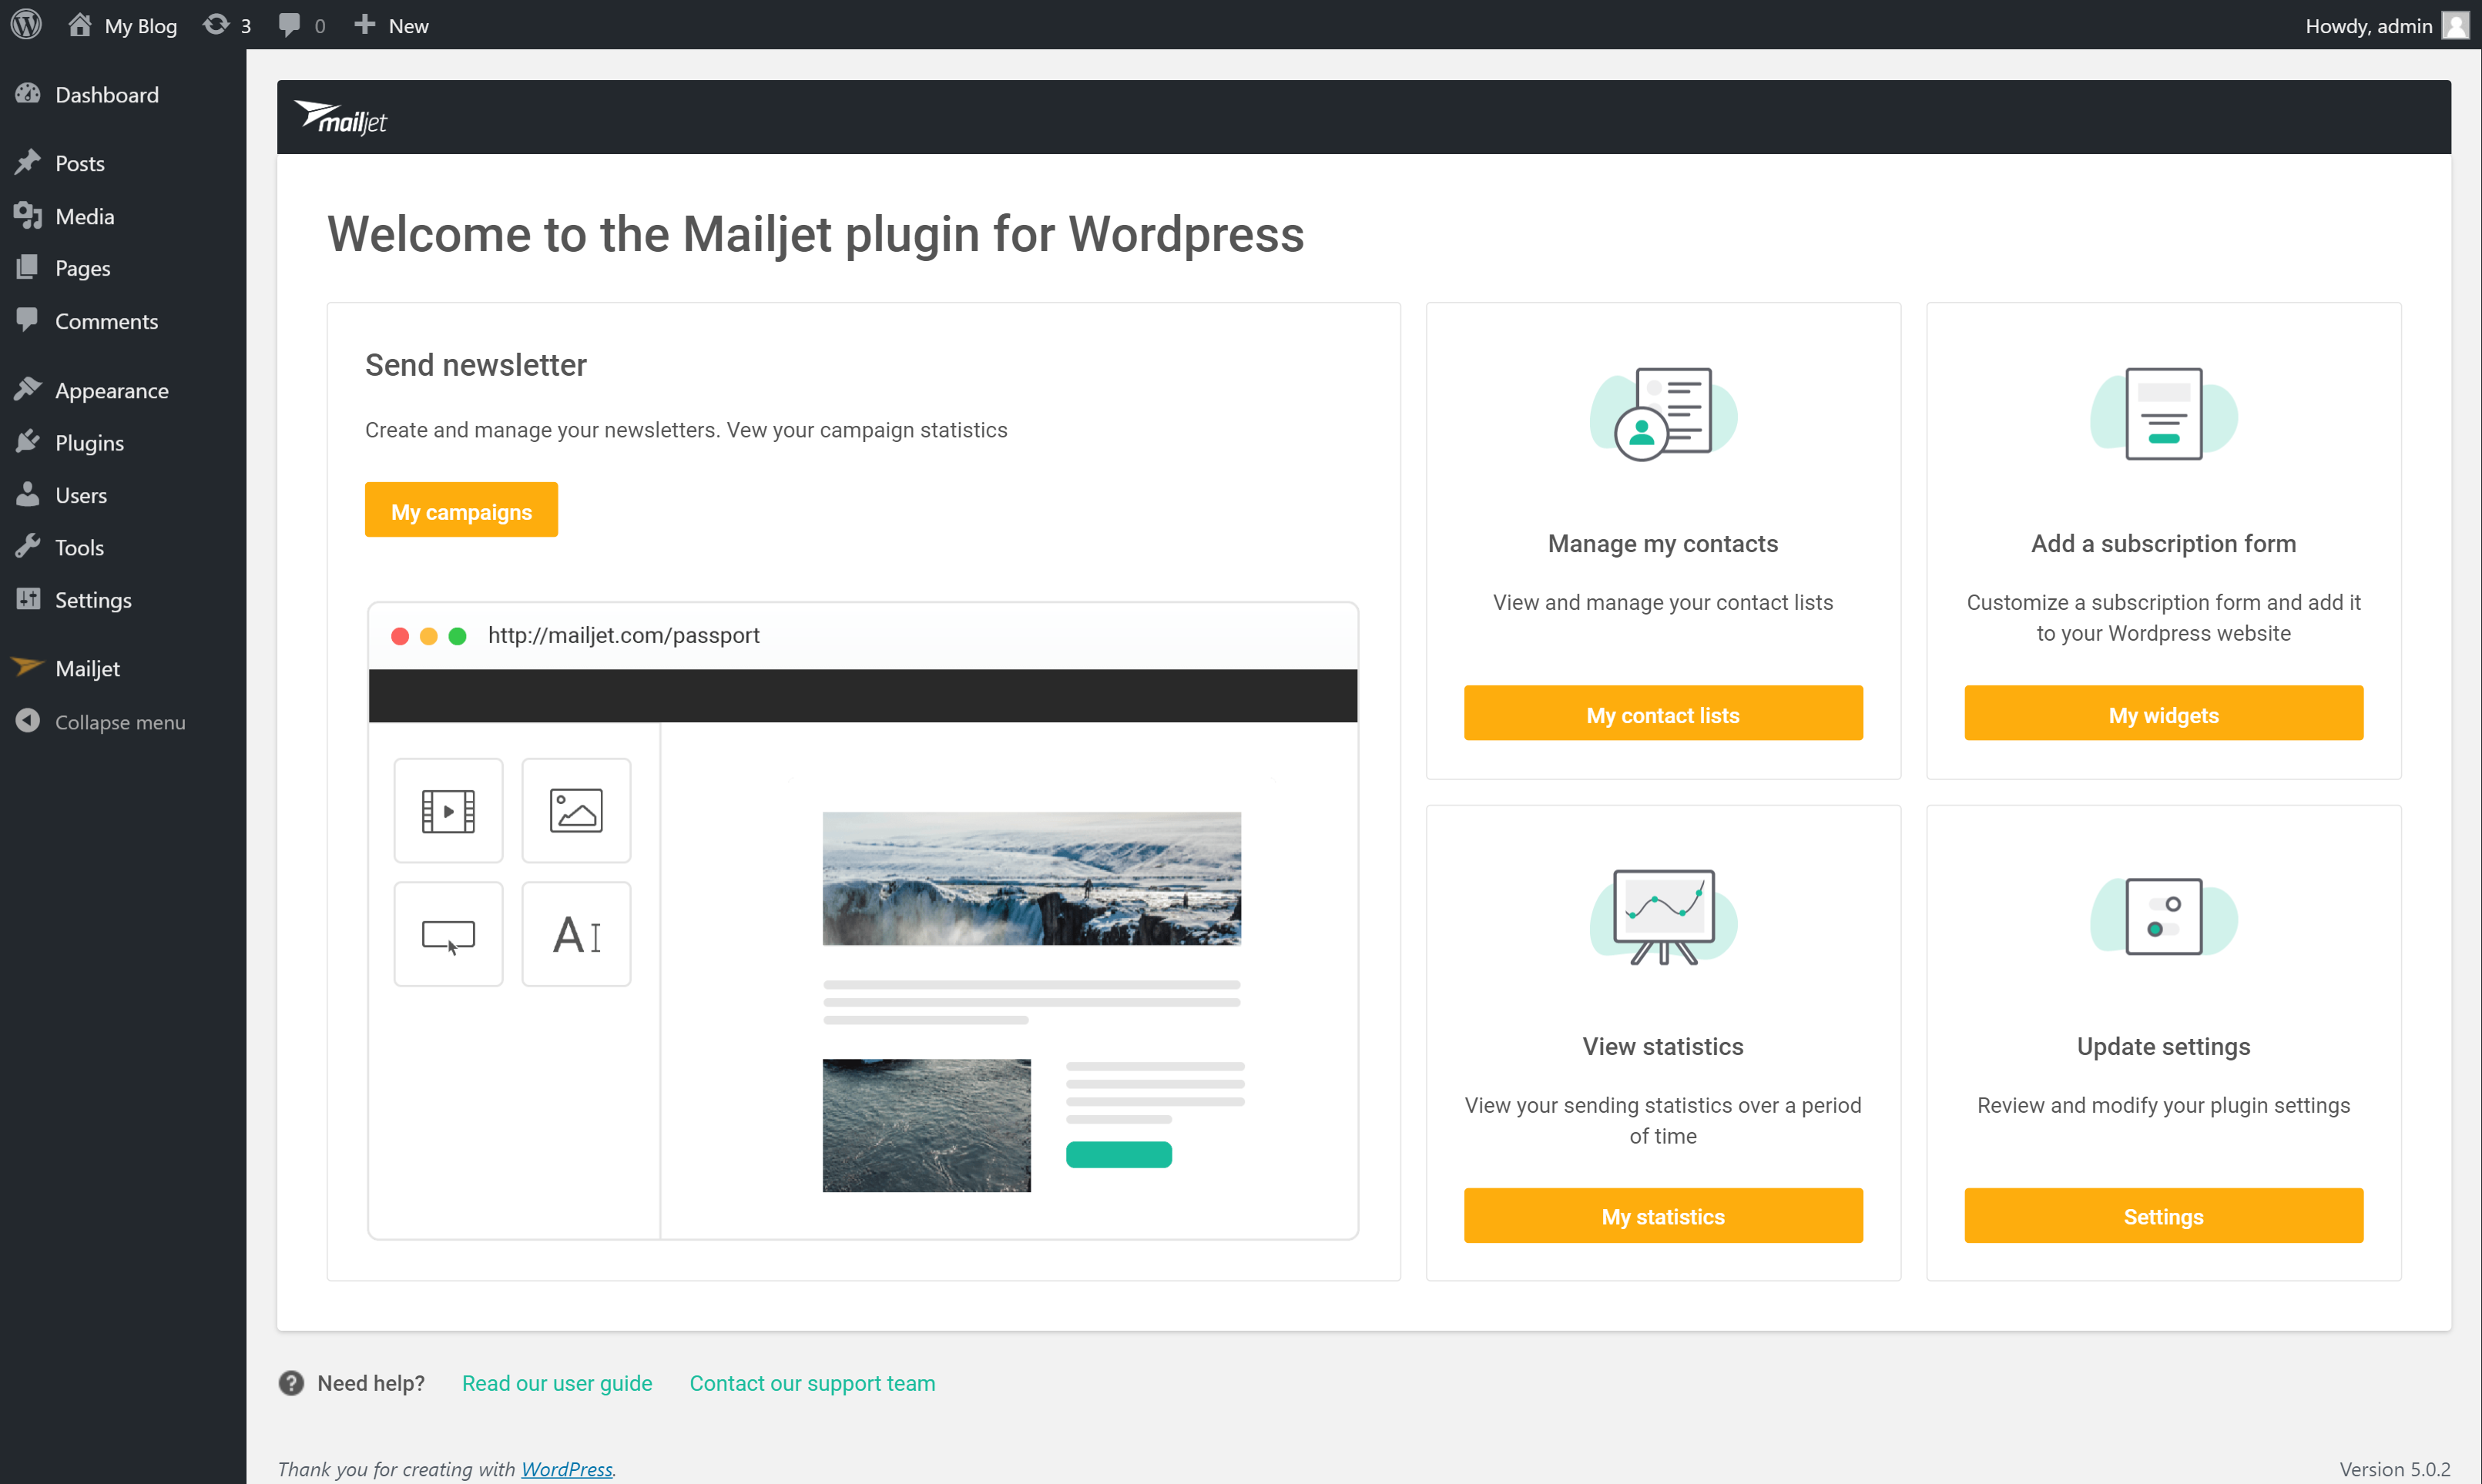 My Blog 3 0 New Howdy, admin
Dashboard
Posts
Media
Pages
Comments
Appearance
Plugins
Users
Tools
Settings
Mailjet
Collapse menu
mailjet
Welcome to the Mailjet plugin for Wordpress
Send newsletter
Create and manage your newsletters. Vew your campaign statistics
My campaigns
http://mailjet.com/passport
A
Manage my contacts
View and manage your contact lists
My contact lists
Add a subscription form
Customize a subscription form and add it
to your Wordpress website
My widgets
View statistics
View your sending statistics over a period
of time
My statistics
Update settings
Review and modify your plugin settings
Settings
? Need help? Read our user guide Contact our support team
Thank you for creating with WordPress.
Version 5.0.2